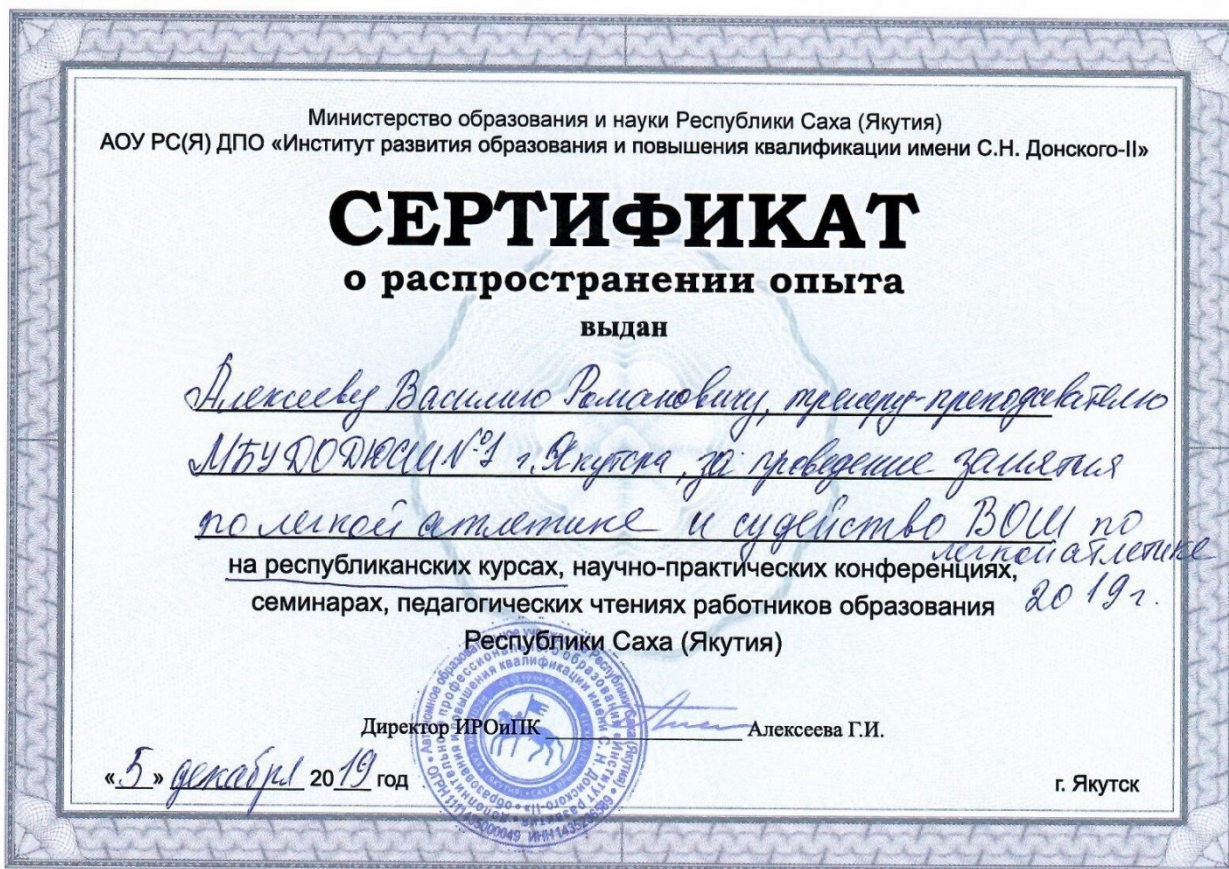 Министерство образования и науки Республики Саха (Якутия)
АОУ РС(Я) ДПО «Институт развития образования и повышения квалификации имени С.Н. Донского-II»
СЕРТИФИКАТ
о распространении опыта
выдан
Алексееву Василию Романовичу, тренеру-преподавателю
МБУ ДО ДЮСШ №1 г. Якутска, за проведение занятия
по легкой атлетике и судейство ВОШ по
легкой атлетике
на республиканских курсах, научно-практических конференциях,
2019г.
семинарах, педагогических чтениях работников образования
Республики Саха (Якутия)
Директор ИРОиПК Алексеева Г.И.
«5» декабря 2019 год
г. Якутск